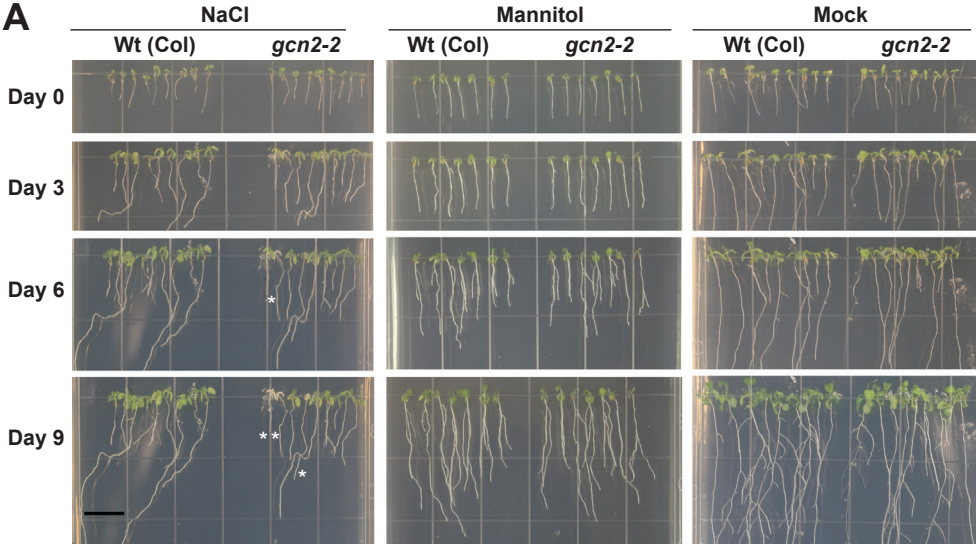 A
NaCl Mannitol Mock
Wt (Col) gcn2-2 Wt (Col) gcn2-2 Wt (Col) gcn2-2
Day 0
Day 3
Day 6
*
Day 9
**
*